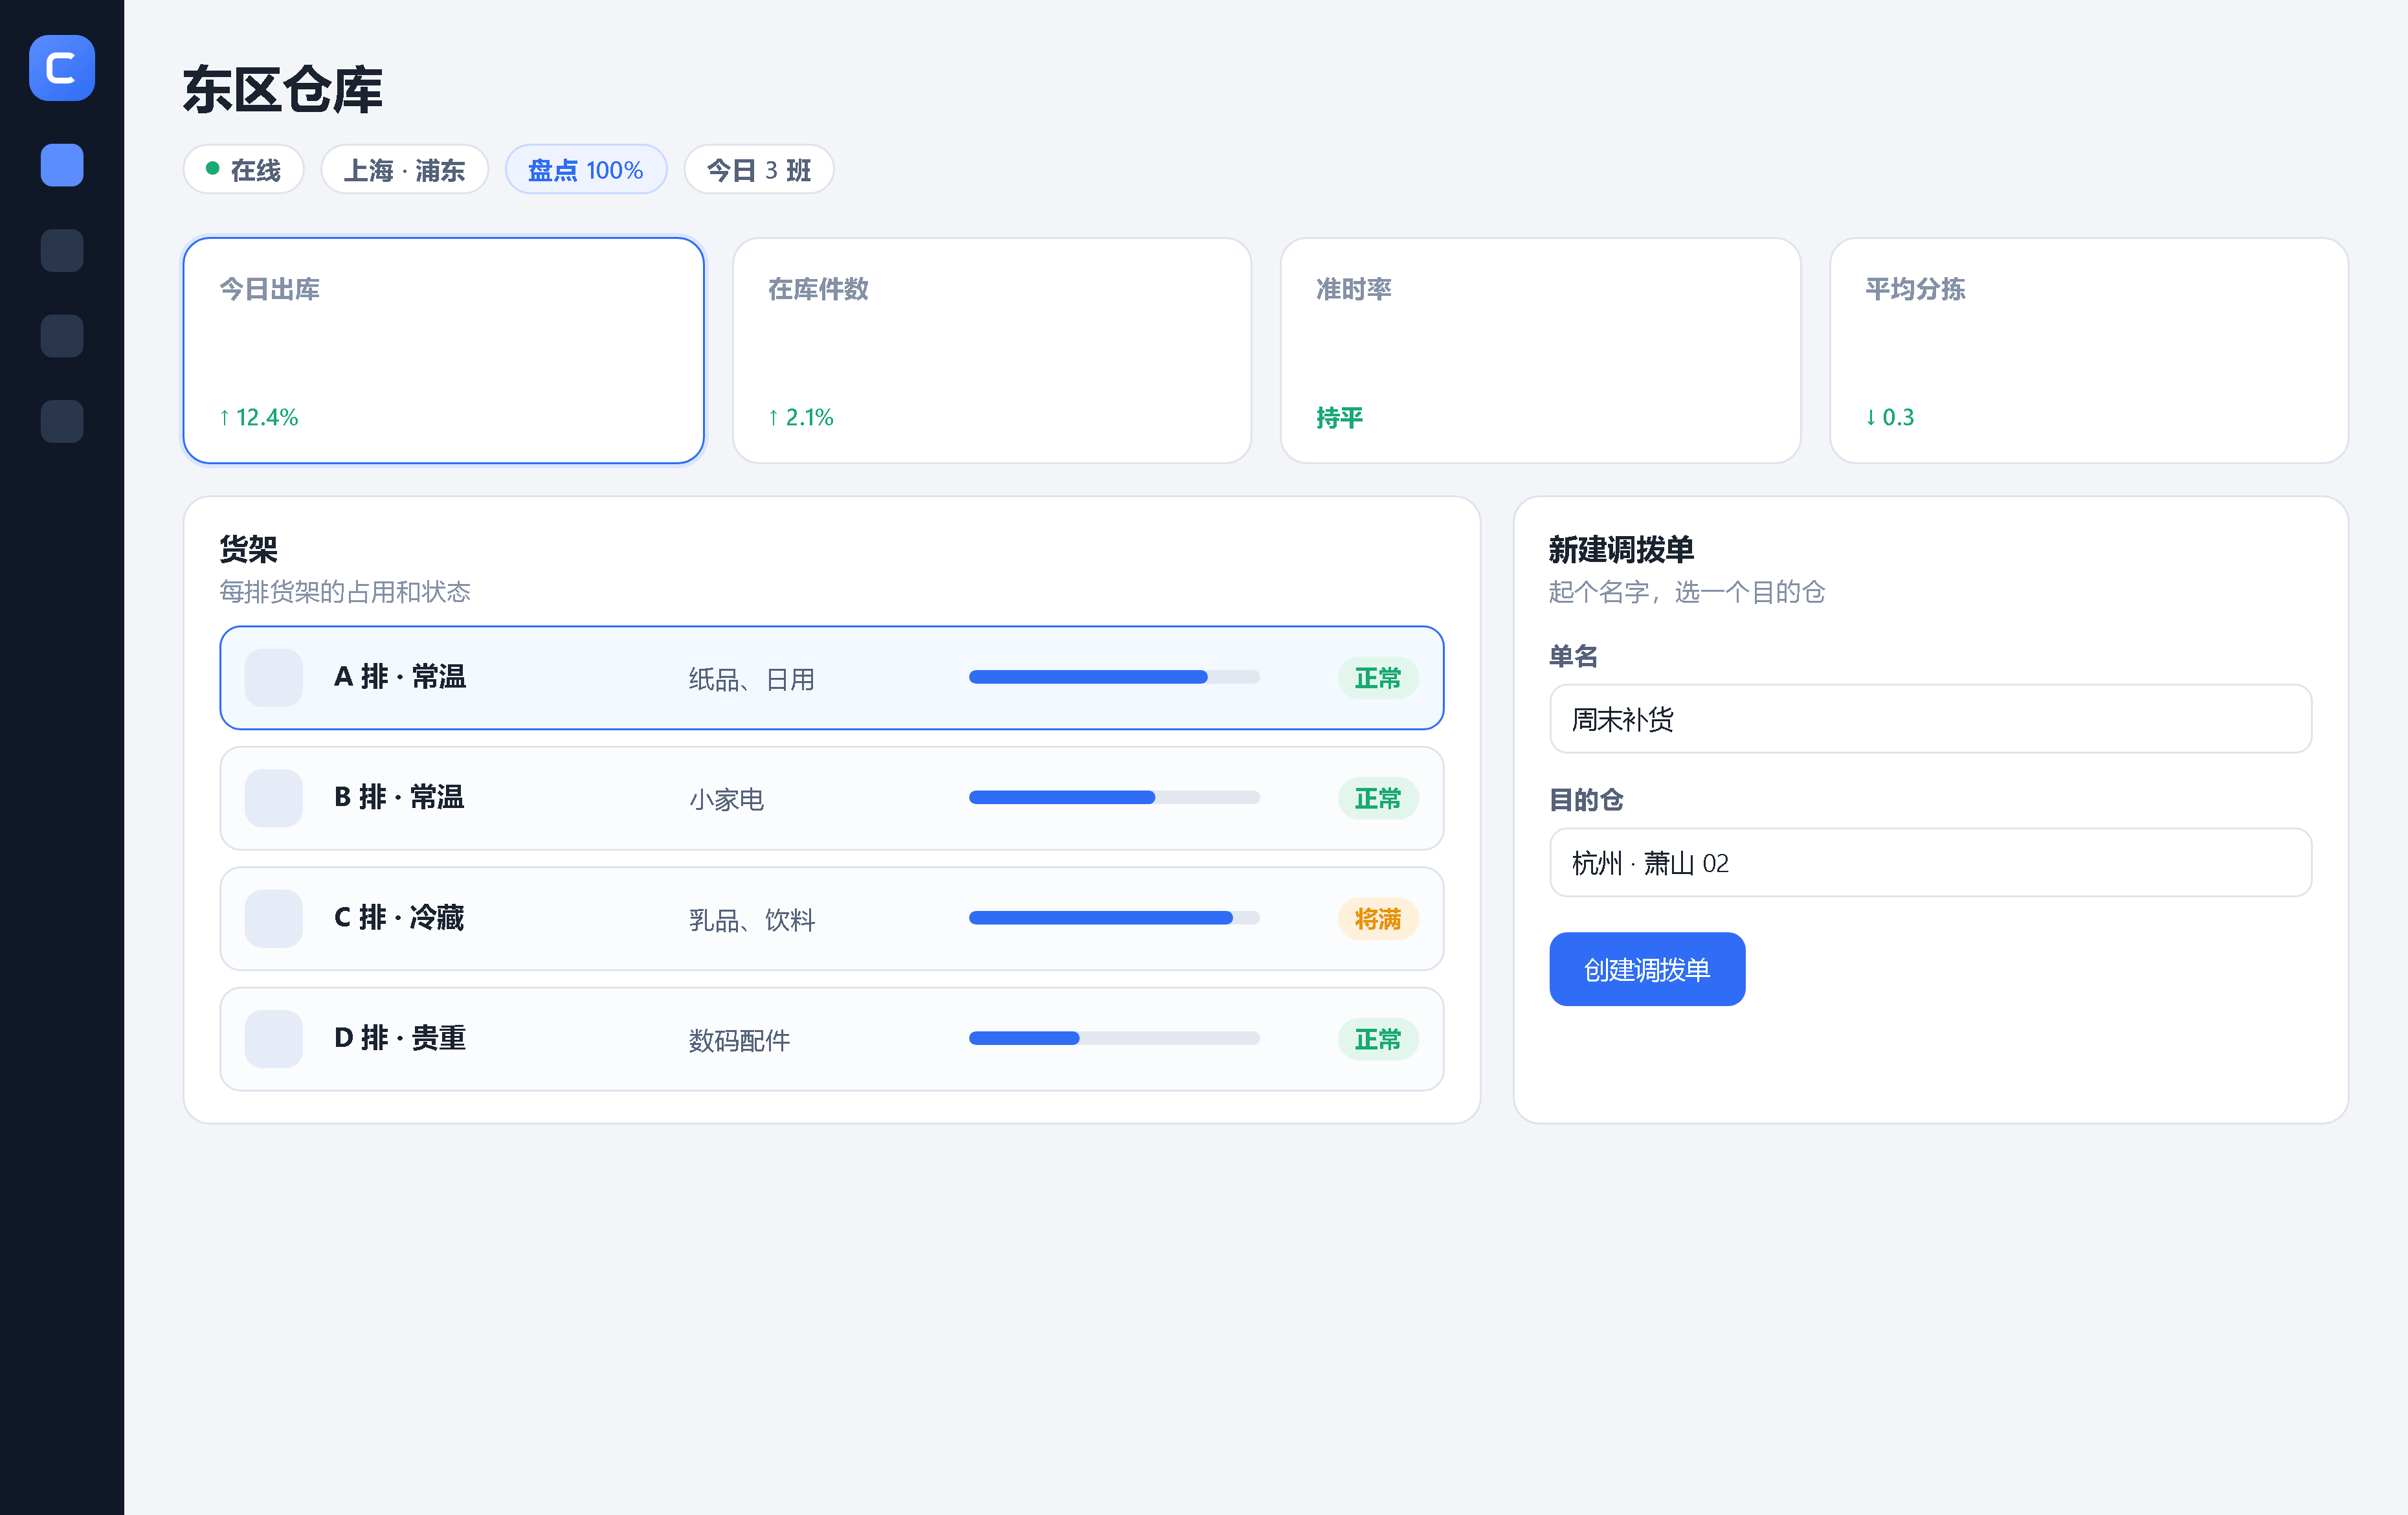 C
东区仓库
在线
上海 · 浦东
盘点 100%
今日 3 班
今日出库
↑ 12.4%
在库件数
↑ 2.1%
准时率
持平
平均分拣
↓ 0.3
货架
每排货架的占用和状态
A 排 · 常温
纸品、日用
正常
B 排 · 常温
小家电
正常
C 排 · 冷藏
乳品、饮料
将满
D 排 · 贵重
数码配件
正常
新建调拨单
起个名字，选一个目的仓
单名
周末补货
目的仓
杭州 · 萧山 02
创建调拨单